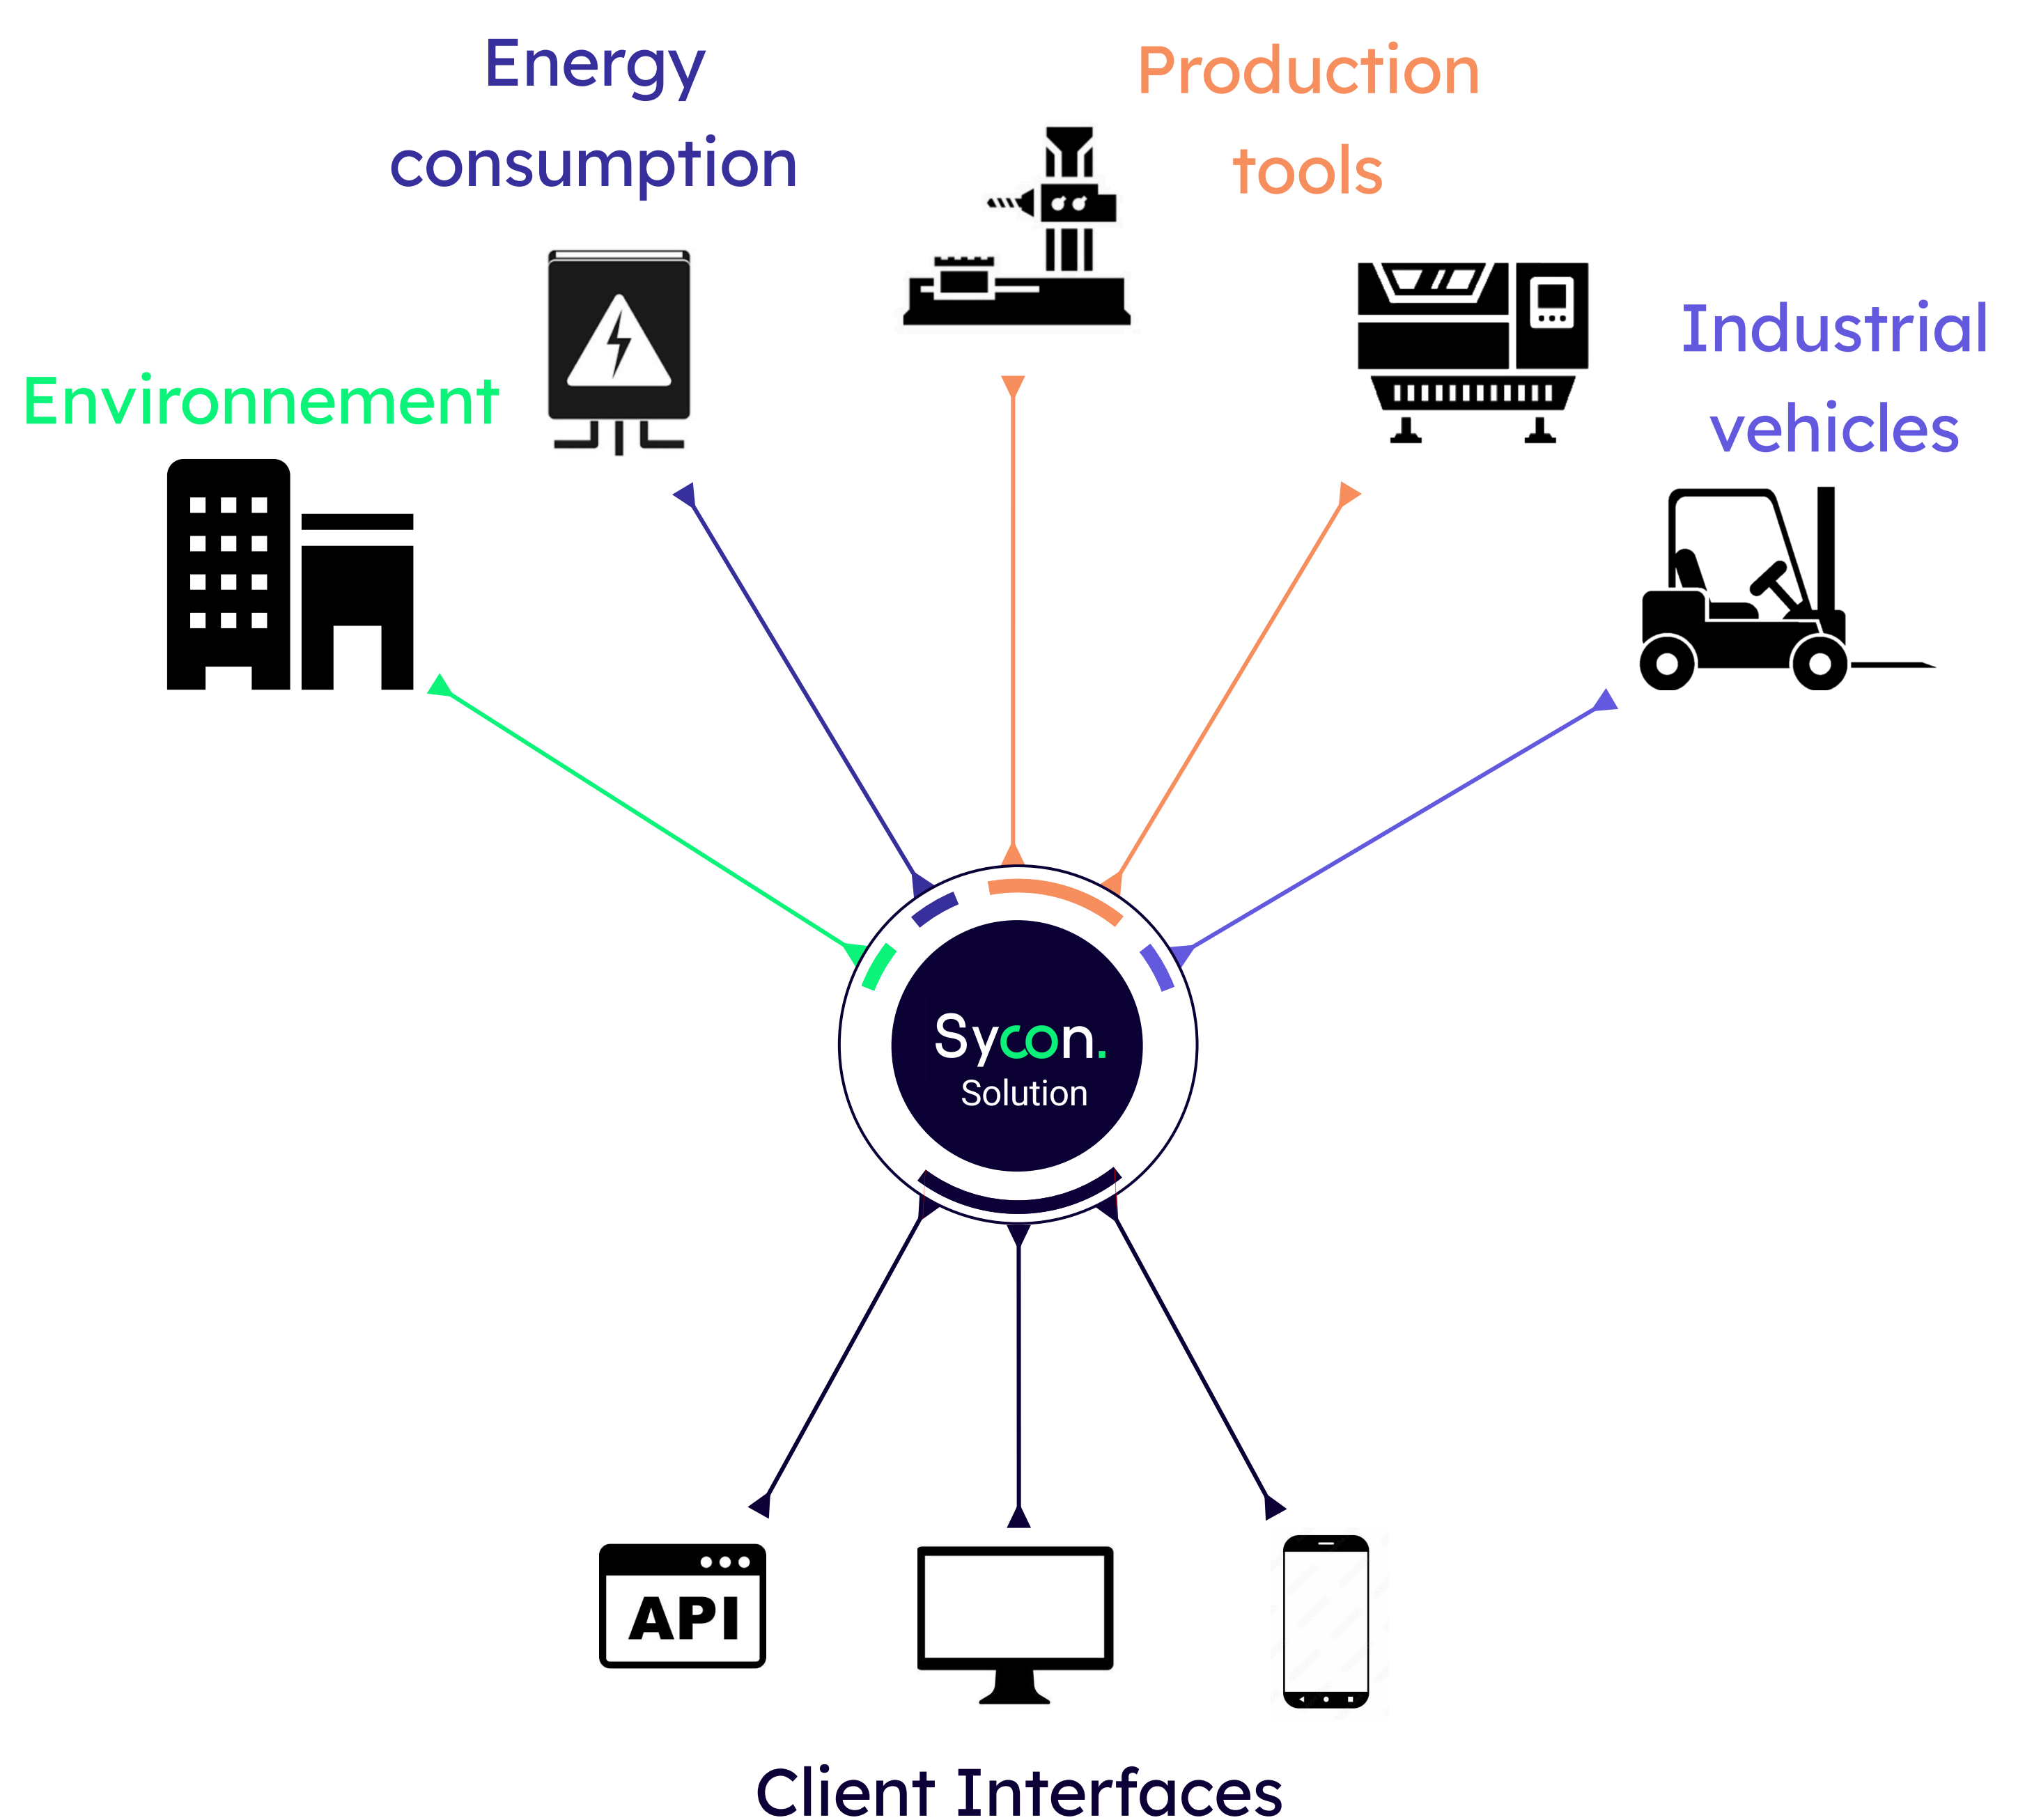 Energy
consumption
Production
tools
Industrial
vehicles
Environnement
Sycon.
Solution
API
Client Interfaces